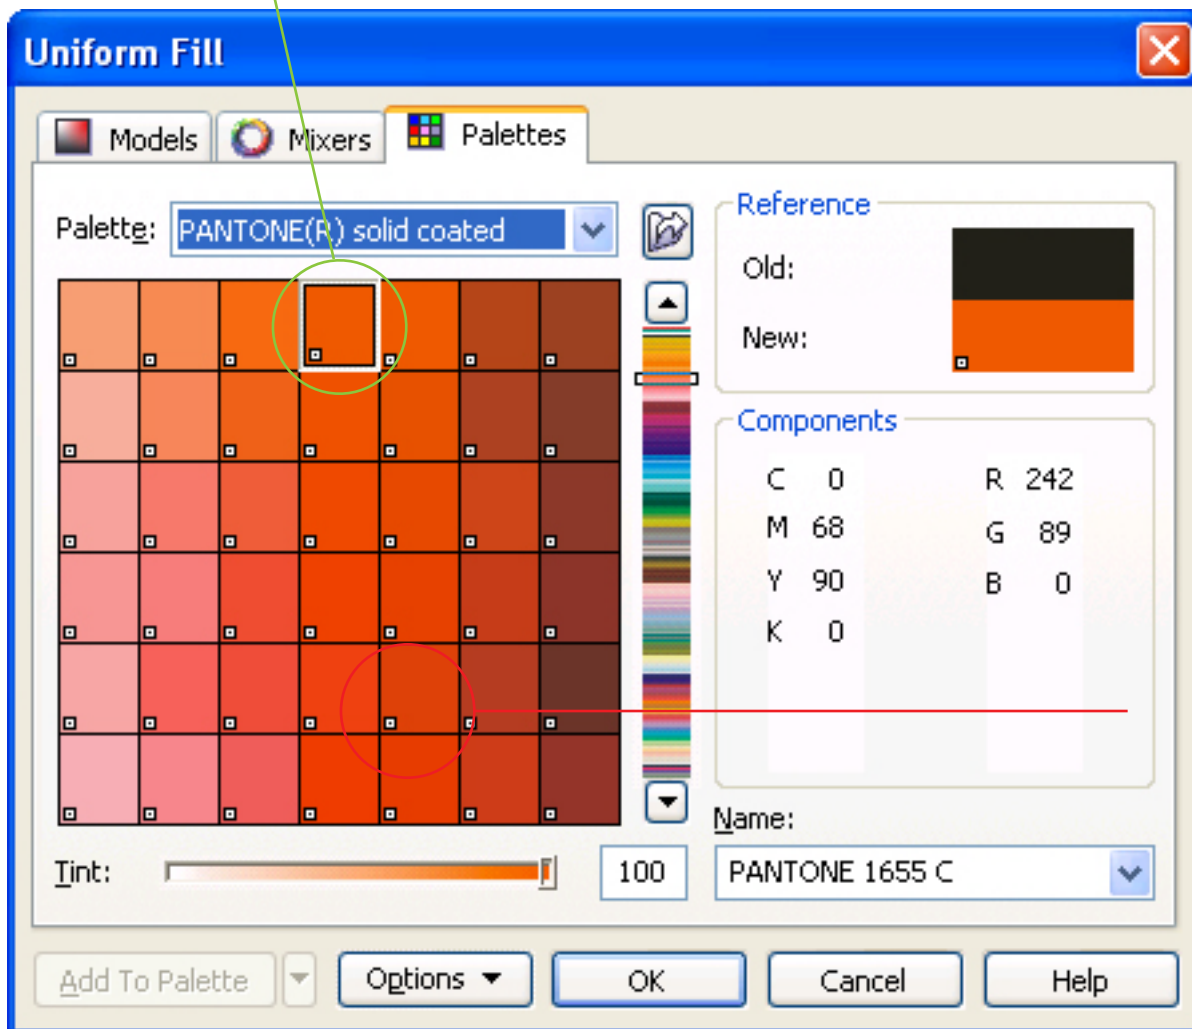 Uniform Fill
Models Mixers Palettes
Palette: PANTONE(R) solid coated
Reference
Old:
New:
Components
C 0 R 242
M 68 G 89
Y 90 B 0
K 0
Name:
Tint: 100 PANTONE 1655 C
Add To Palette Options OK Cancel Help